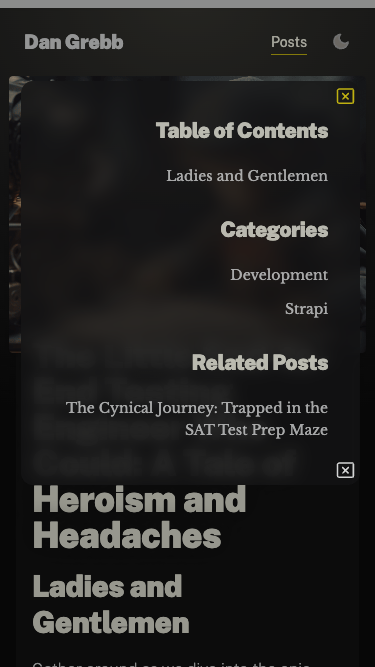 Dan Grebb
Posts
Table of Contents
Ladies and Gentlemen
Categories
Development
Strapi
Related Posts
The Cynical Journey: Trapped in the
SAT Test Prep Maze
Heroism and
Headaches
Ladies and
Gentlemen